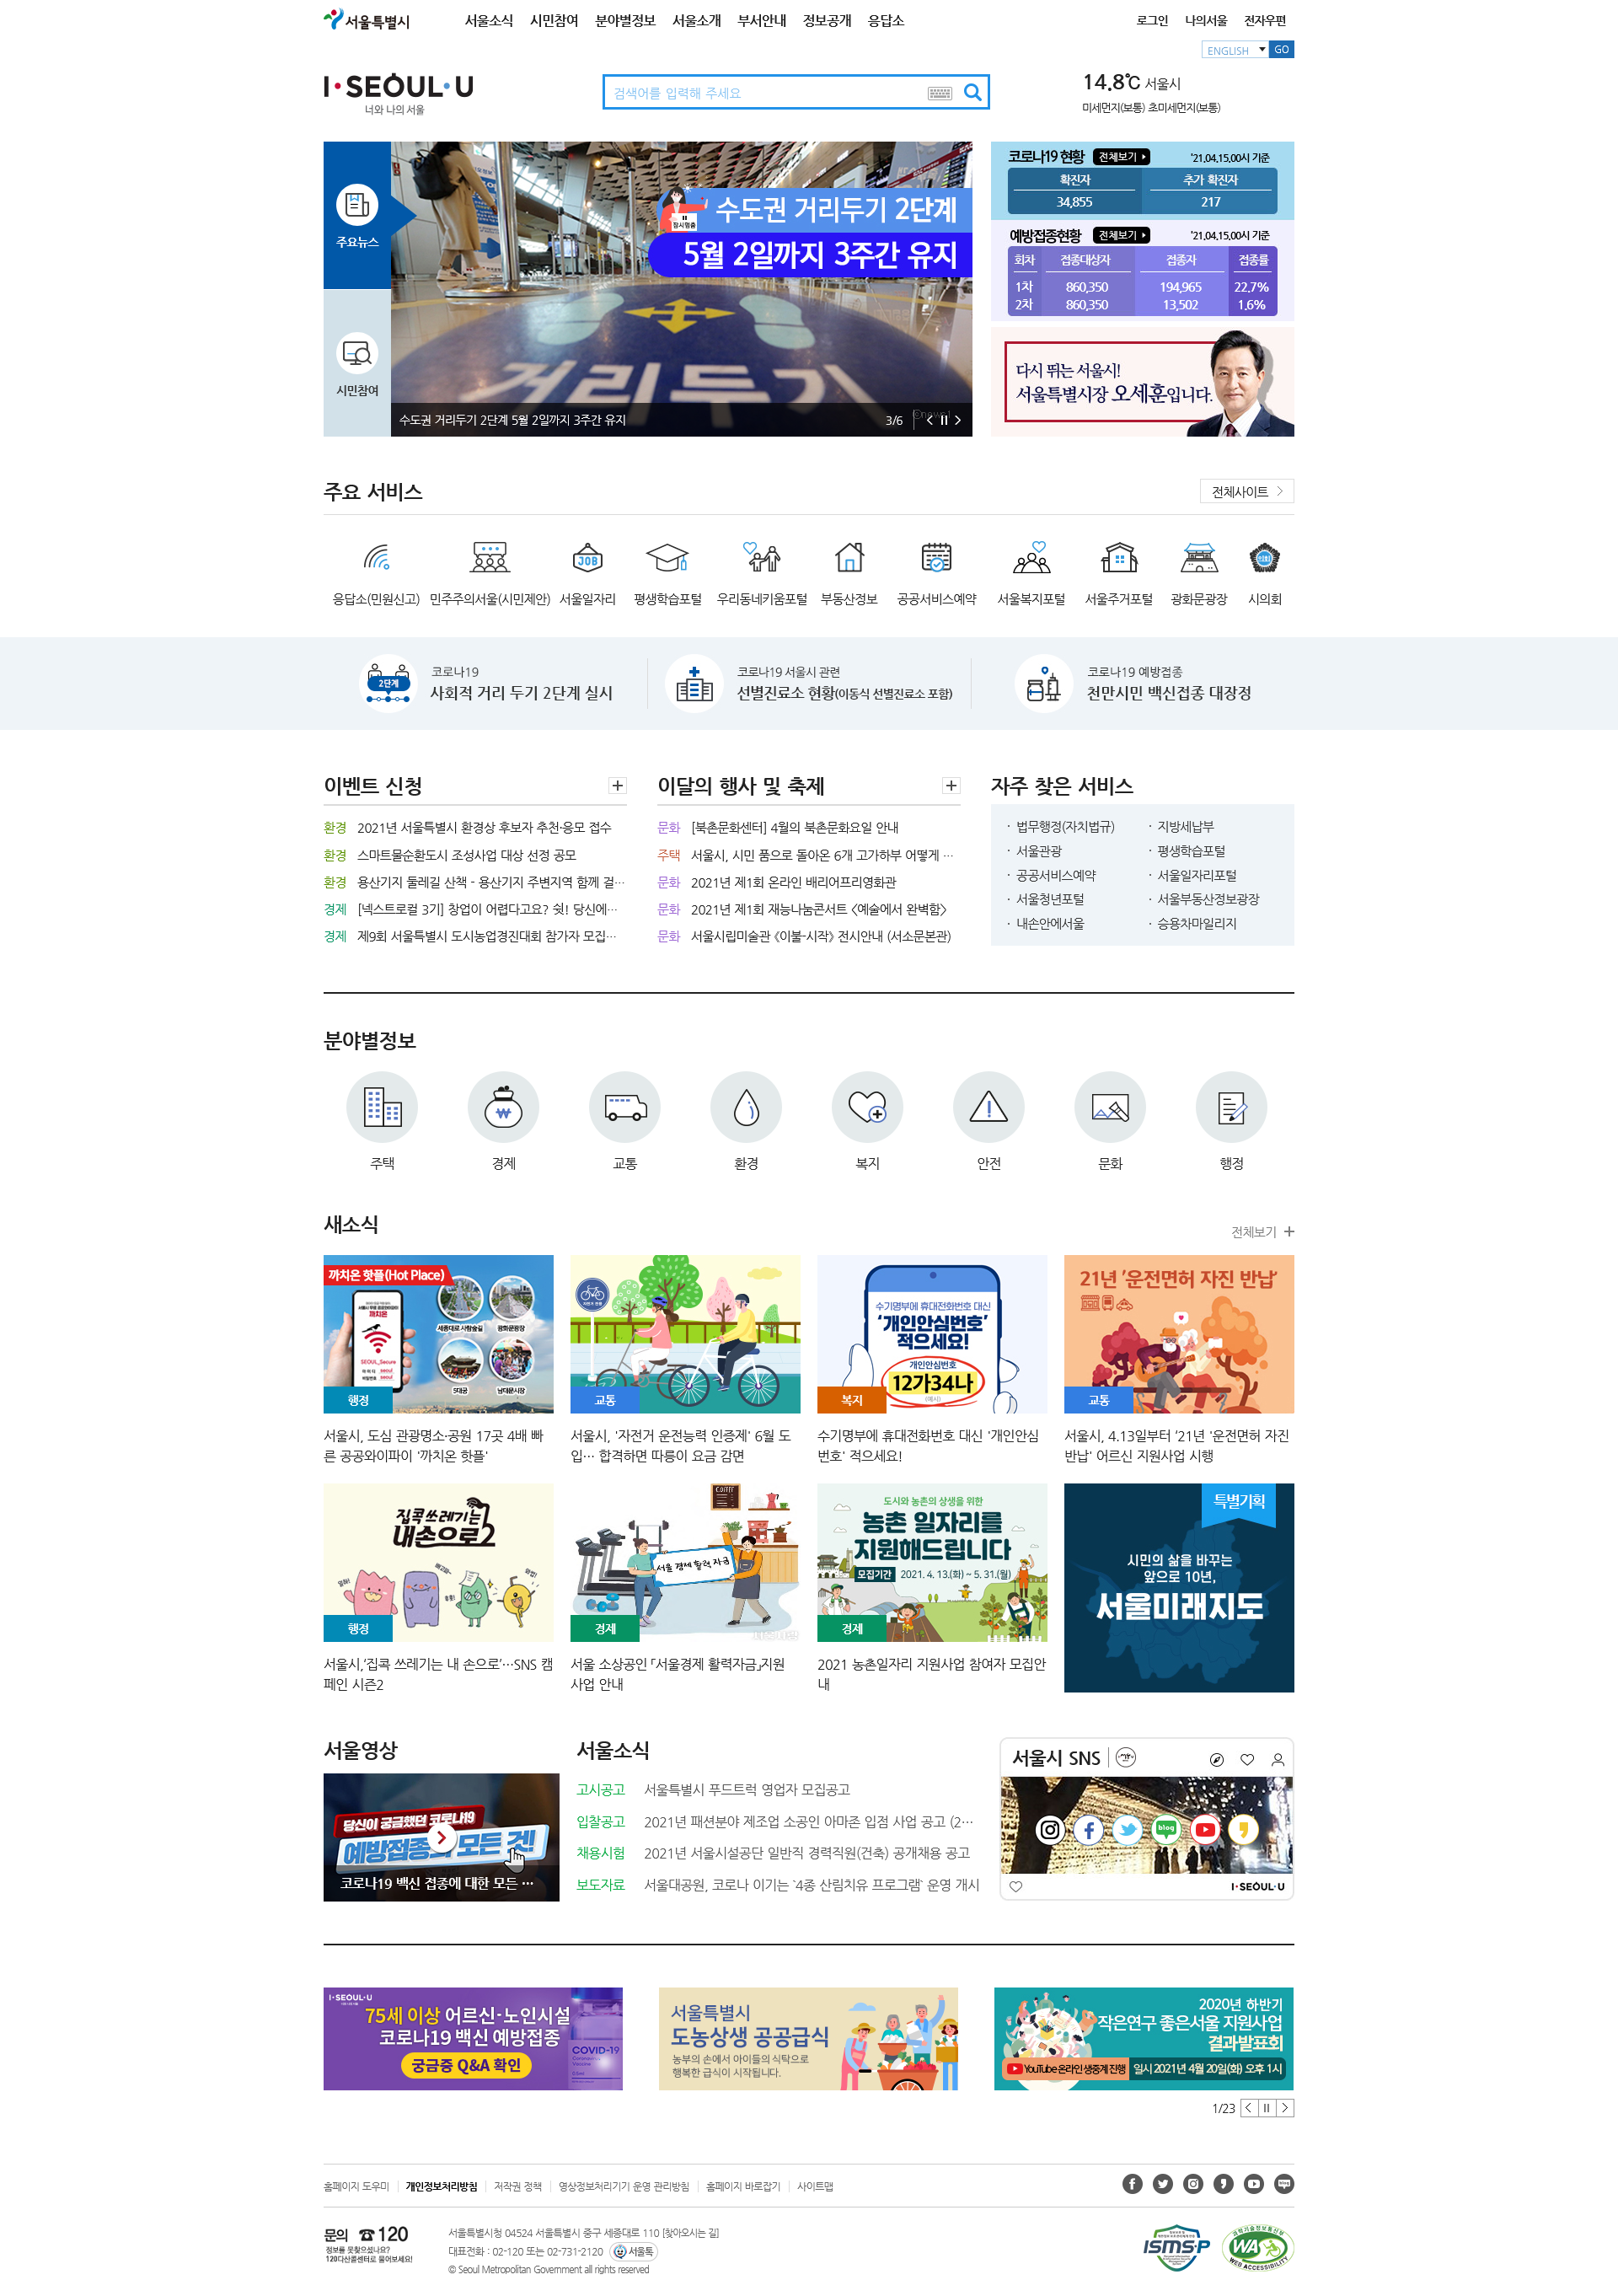 서울특별시
서울소식 시민참여 분야별정보 서울소개 부서안내 정보공개 응답소
로그인 나의서울 전자우편
ENGLISH GO
I·SEOUL·U
너와 나의 서울
검색어를 입력해 주세요
14.8℃ 서울시
미세먼지(보통) 초미세먼지(보통)
주요뉴스
시민참여
잠시멈춤
수도권 거리두기 2단계
5월 2일까지 3주간 유지
거리두기
수도권 거리두기 2단계 5월 2일까지 3주간 유지
3/6
ⓒnews1
코로나19 현황 전체보기
'21.04.15.00시 기준
확진자 추가 확진자
34,855 217
예방접종현황 전체보기
'21.04.15.00시 기준
회차 접종대상자 접종자 접종률
1차 860,350 194,965 22.7%
2차 860,350 13,502 1.6%
다시 뛰는 서울시!
서울특별시장 오세훈입니다.
주요 서비스
전체사이트
JOB
의회
응답소(민원신고) 민주주의서울(시민제안) 서울일자리 평생학습포털 우리동네키움포털 부동산정보 공공서비스예약 서울복지포털 서울주거포털 광화문광장 시의회
2단계
코로나19
사회적 거리 두기 2단계 실시
코로나19 서울시 관련
선별진료소 현황(이동식 선별진료소 포함)
코로나19 예방접종
천만시민 백신접종 대장정
이벤트 신청
환경 2021년 서울특별시 환경상 후보자 추천·응모 접수
환경 스마트물순환도시 조성사업 대상 선정 공모
환경 용산기지 둘레길 산책 - 용산기지 주변지역 함께 걸…
경제 [넥스트로컬 3기] 창업이 어렵다고요? 쉿! 당신에…
경제 제9회 서울특별시 도시농업경진대회 참가자 모집…
이달의 행사 및 축제
문화 [북촌문화센터] 4월의 북촌문화요일 안내
주택 서울시, 시민 품으로 돌아온 6개 고가하부 어떻게 …
문화 2021년 제1회 온라인 배리어프리영화관
문화 2021년 제1회 재능나눔콘서트 <예술에서 완벽함>
문화 서울시립미술관 《이불-시작》 전시안내 (서소문본관)
자주 찾은 서비스
· 법무행정(자치법규) · 지방세납부
· 서울관광 · 평생학습포털
· 공공서비스예약 · 서울일자리포털
· 서울청년포털 · 서울부동산정보광장
· 내손안에서울 · 승용차마일리지
분야별정보
주택 경제 교통 환경 복지 안전 문화 행정
새소식
전체보기
까치온 핫플(Hot Place)
까치온
SEOUL_Secure
세종대로 사람숲길 광화문광장
5대궁 남대문시장
행정
서울시, 도심 관광명소·공원 17곳 4배 빠
른 공공와이파이 '까치온 핫플'
교통
서울시, '자전거 운전능력 인증제' 6월 도
입… 합격하면 따릉이 요금 감면
수기명부에 휴대전화번호 대신
'개인안심번호'
적으세요!
개인안심번호
12가34나
(예시)
복지
수기명부에 휴대전화번호 대신 '개인안심
번호' 적으세요!
21년 '운전면허 자진 반납'
교통
서울시, 4.13일부터 '21년 '운전면허 자진
반납' 어르신 지원사업 시행
집콕쓰레기는
내손으로2
행정
서울시,'집콕 쓰레기는 내 손으로'…SNS 캠
페인 시즌2
COFFEE
서울 경제 활력 자금
경제
서울 소상공인 「서울경제 활력자금」지원
사업 안내
도시와 농촌의 상생을 위한
농촌 일자리를
지원해드립니다
모집기간 2021. 4. 13.(화) ~ 5. 31.(월)
경제
2021 농촌일자리 지원사업 참여자 모집안
내
특별기획
시민의 삶을 바꾸는
앞으로 10년,
서울미래지도
서울영상
당신이 궁금했던 코로나19
예방접종의 모든 것!
코로나19 백신 접종에 대한 모든 …
서울소식
고시공고 서울특별시 푸드트럭 영업자 모집공고
입찰공고 2021년 패션분야 제조업 소공인 아마존 입점 사업 공고 (2…
채용시험 2021년 서울시설공단 일반직 경력직원(건축) 공개채용 공고
보도자료 서울대공원, 코로나 이기는 `4종 산림치유 프로그램` 운영 개시
서울시 SNS
blog
I·SEOUL·U
I·SEOUL·U
75세 이상 어르신·노인시설
코로나19 백신 예방접종
궁금증 Q&A 확인
COVID-19
Coronavirus
Vaccine
서울특별시
도농상생 공공급식
농부의 손에서 아이들의 식탁으로
행복한 급식이 시작됩니다.
2020년 하반기
작은연구 좋은서울 지원사업
결과발표회
YouTube 온라인 생중계 진행 일시 2021년 4월 20일(화) 오후 1시
1/23
홈페이지 도우미 개인정보처리방침 저작권 정책 영상정보처리기기 운영 관리방침 홈페이지 바로잡기 사이트맵
문의 ☎120
정보를 못찾으셨나요?
120다산콜센터로 물어보세요!
서울특별시청 04524 서울특별시 중구 세종대로 110 [찾아오시는 길]
대표전화 : 02-120 또는 02-731-2120 서울톡
© Seoul Metropolitan Government all rights reserved
ISMS-P
과학기술정보통신부
WA
WEB ACCESSIBILITY